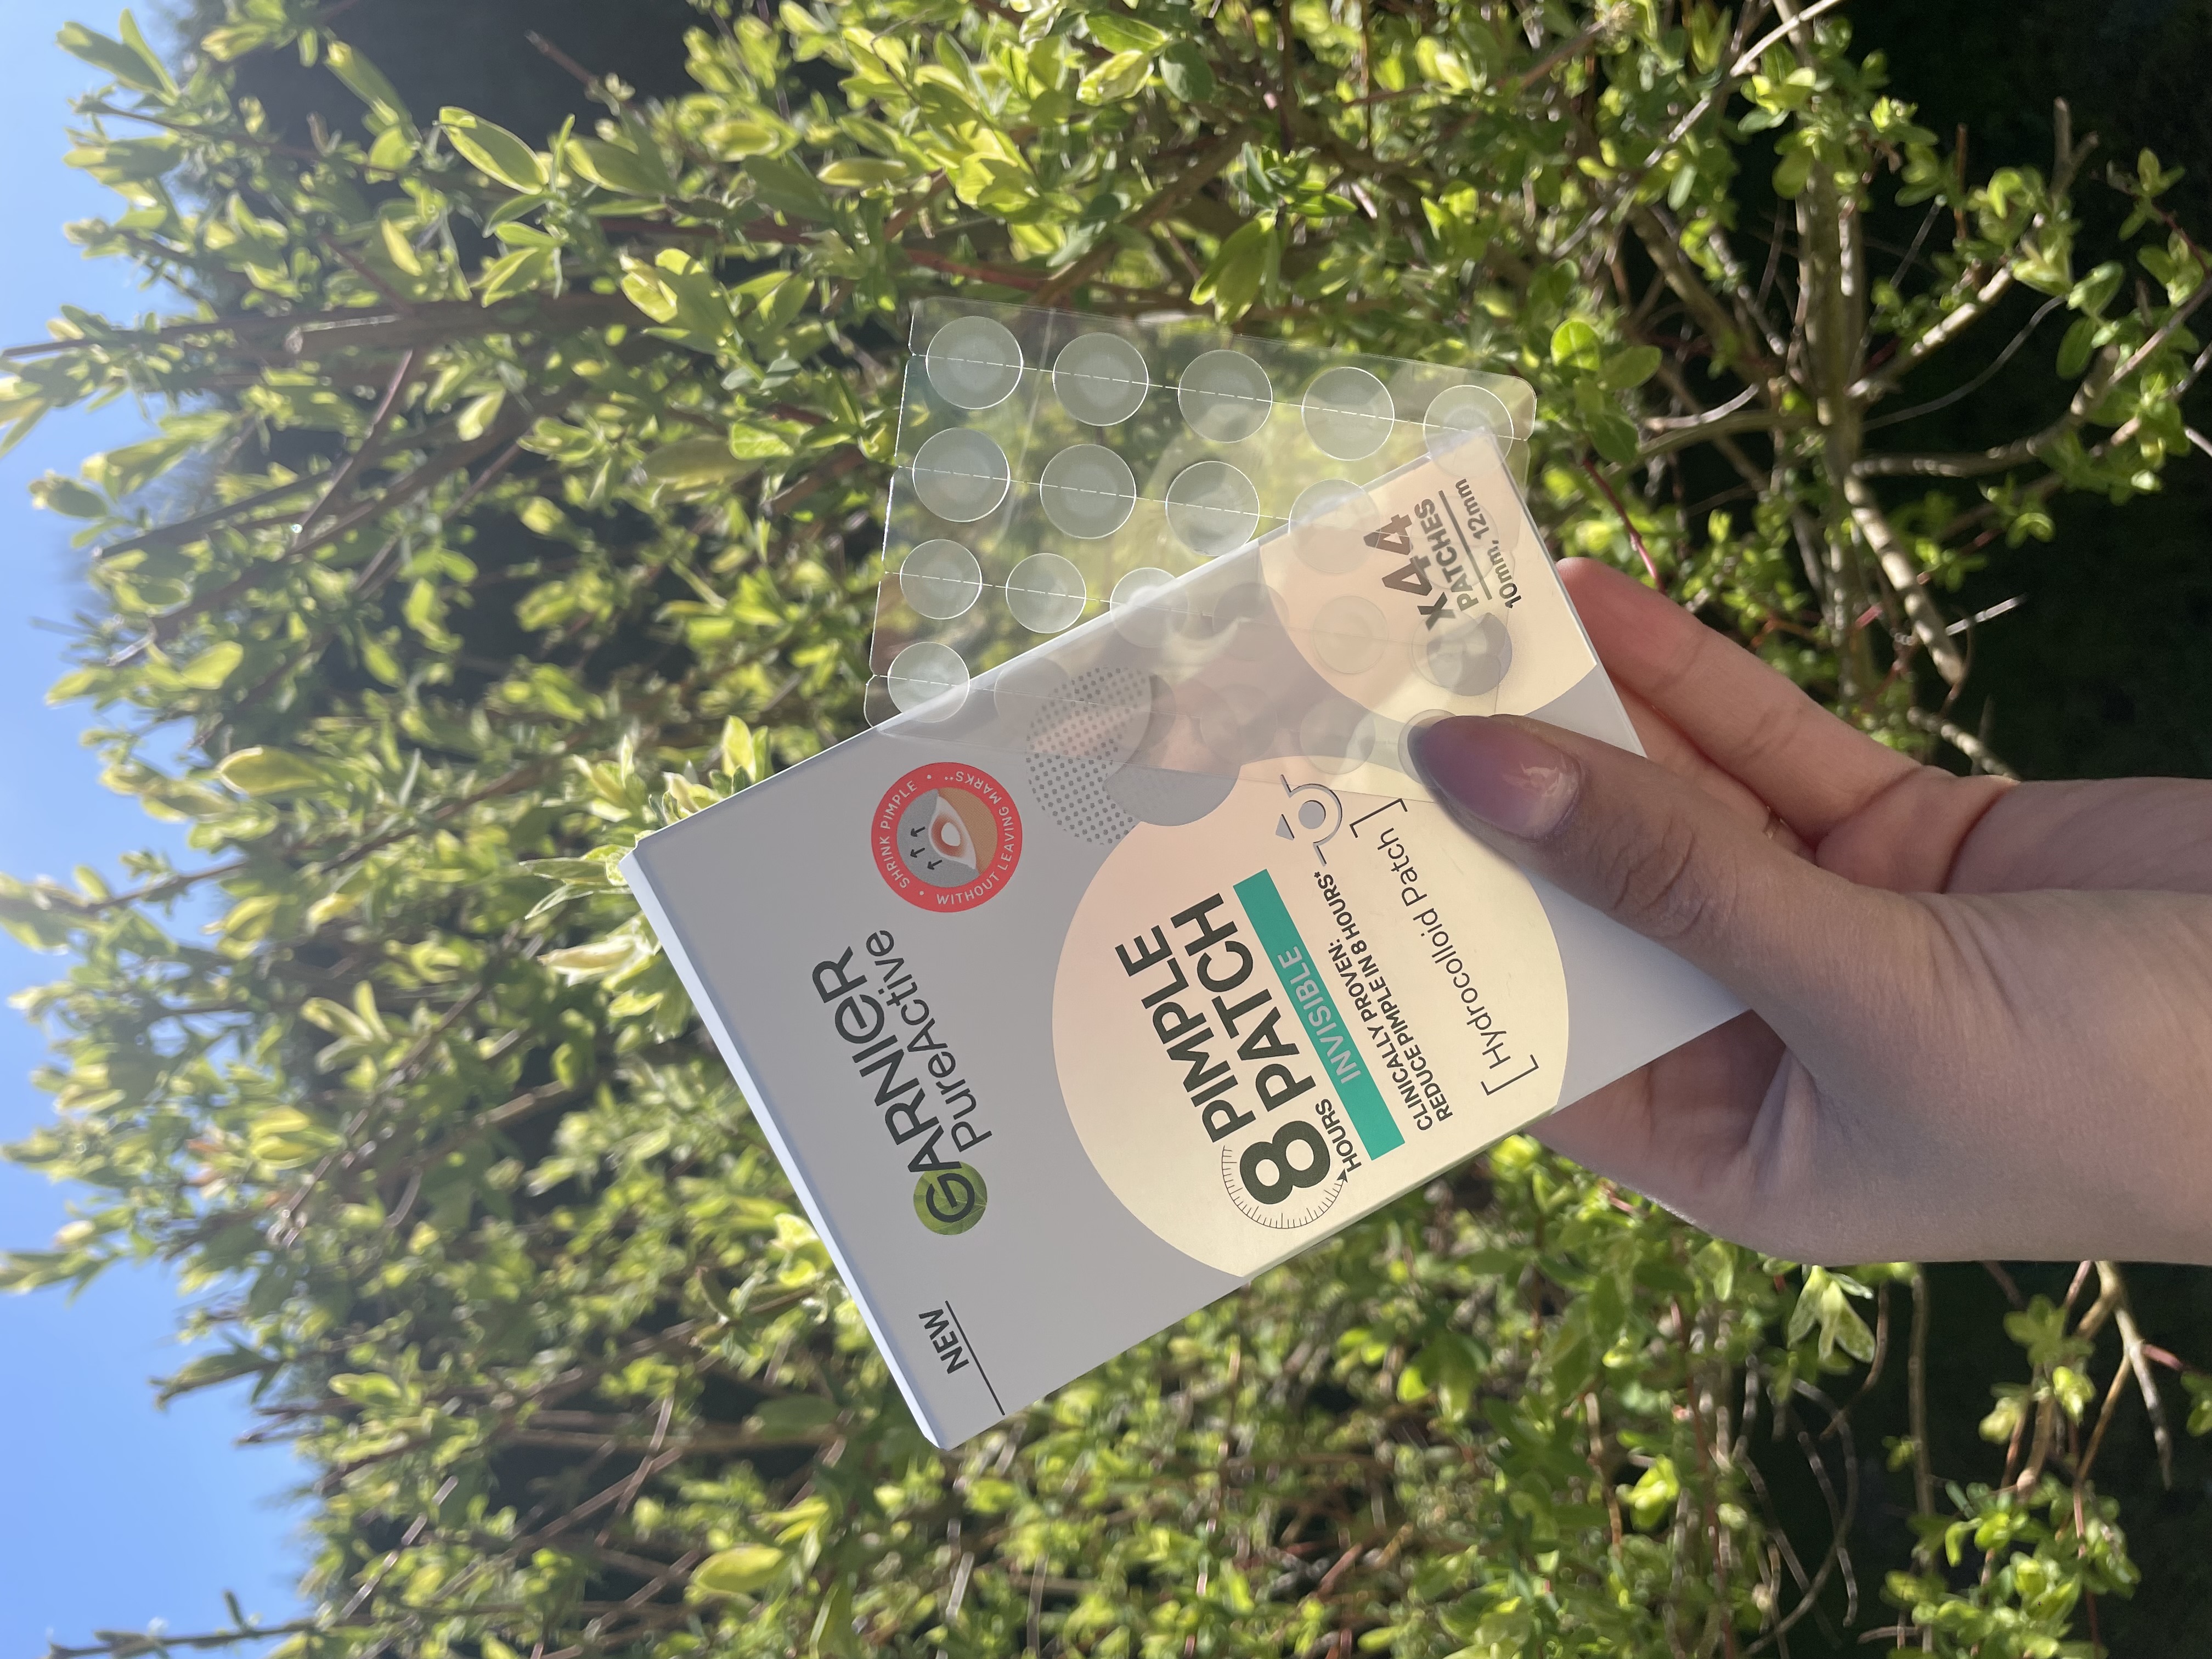 NEW
GARNIER
PureActive
SHRINK PIMPLE • WITHOUT LEAVING MARKS** •
8 HOURS
PIMPLE
PATCH
INVISIBLE
CLINICALLY PROVEN:
REDUCE PIMPLE IN 8 HOURS*
[Hydrocolloid Patch]
X44
PATCHES
10mm, 12mm